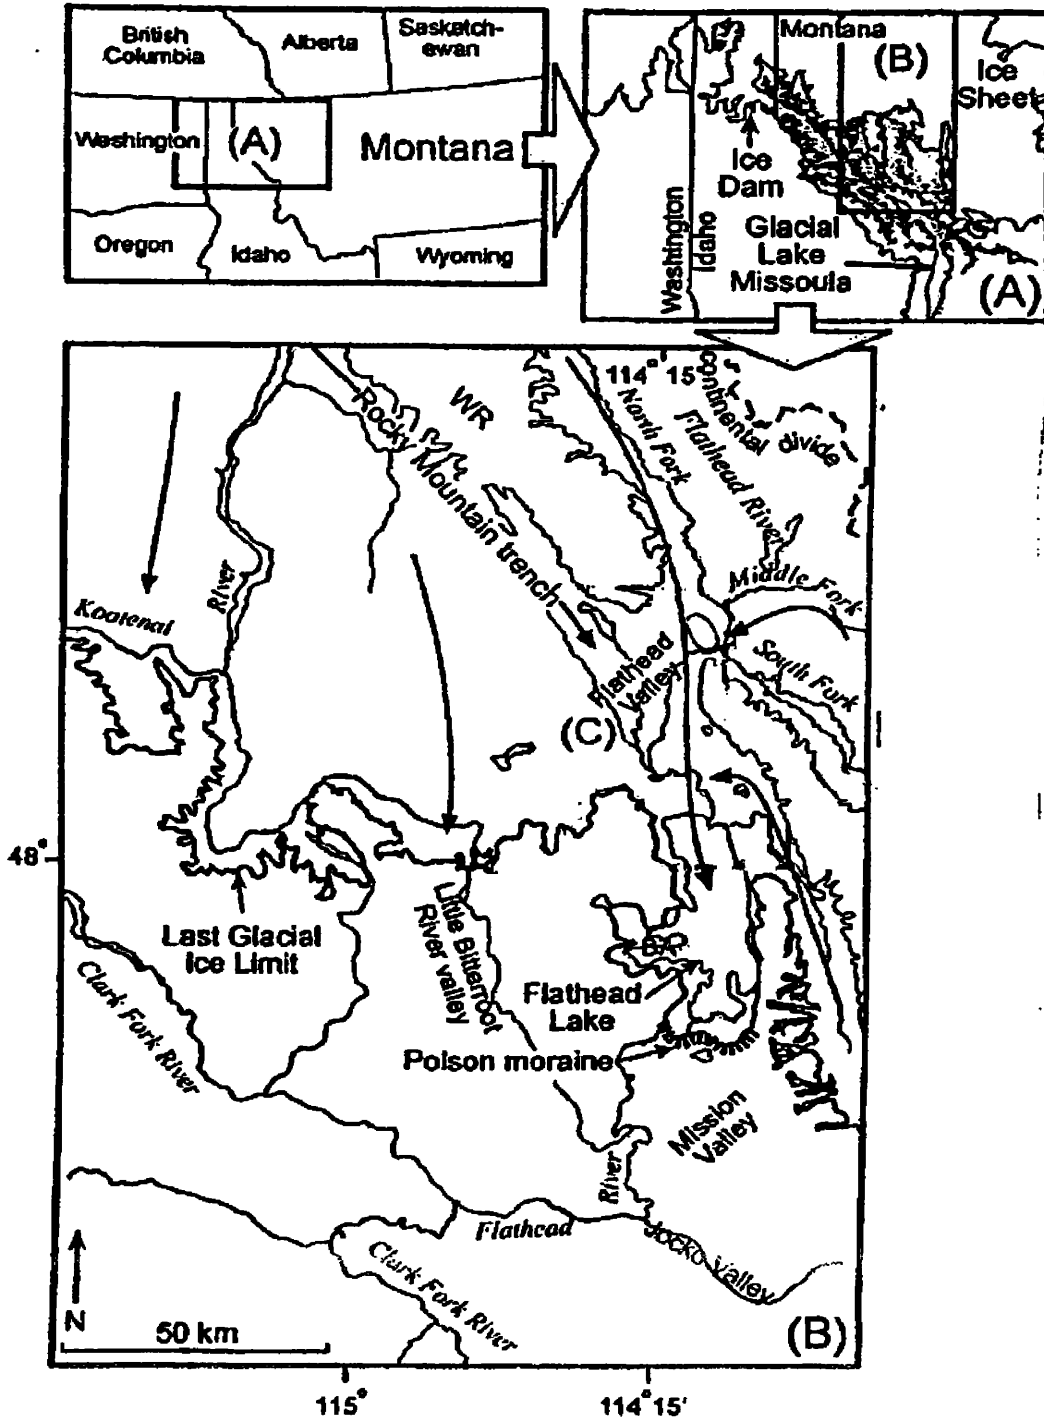 British
Columbia
Alberta
Saskatch-
ewan
Washington
(A)
Montana
Oregon
Idaho
Wyoming
Montana
(B)
Ice
Sheet
Ice
Dam
Washington
Idaho
Glacial
Lake
Missoula
(A)
114° 15'
continental
divide
WR
Rocky Mountain trench
North Fork
Flathead River
Middle Fork
South Fork
Kootenai
River
Flathead
Valley
(C)
48°
Last Glacial
Ice Limit
Little Bitterroot
River valley
Clark Fork River
Flathead
Lake
Polson moraine
Mission
Valley
River
Flathead
Jocko Valley
Clark Fork River
N
50 km
(B)
115°
114°15'